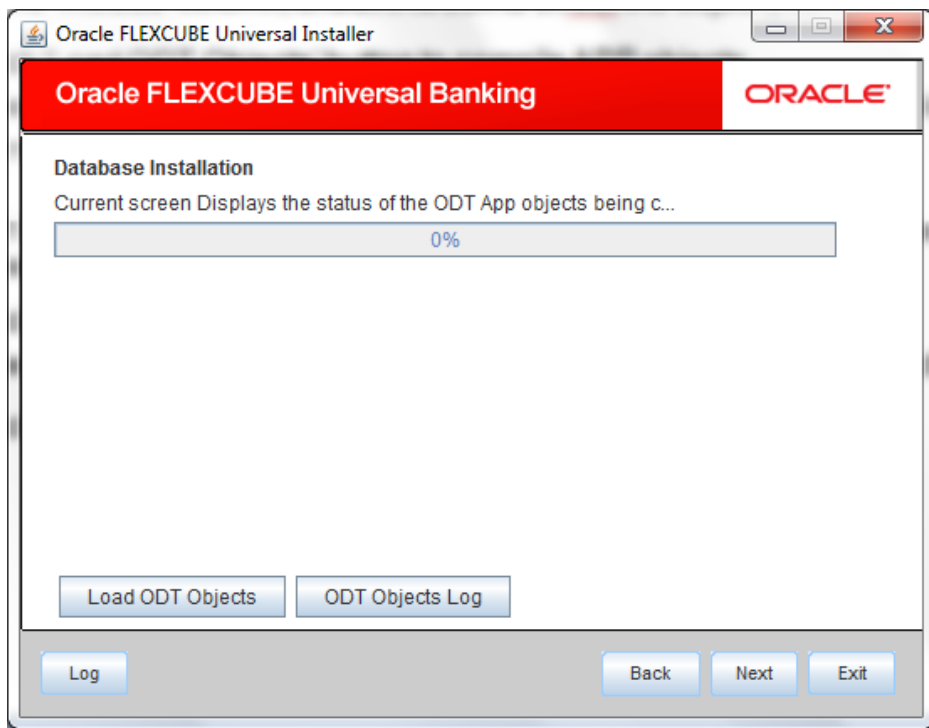 Oracle FLEXCUBE Universal Installer
Oracle FLEXCUBE Universal Banking
ORACLE
Database Installation
Current screen Displays the status of the ODT App objects being c...
0%
Load ODT Objects
ODT Objects Log
Log
Back
Next
Exit